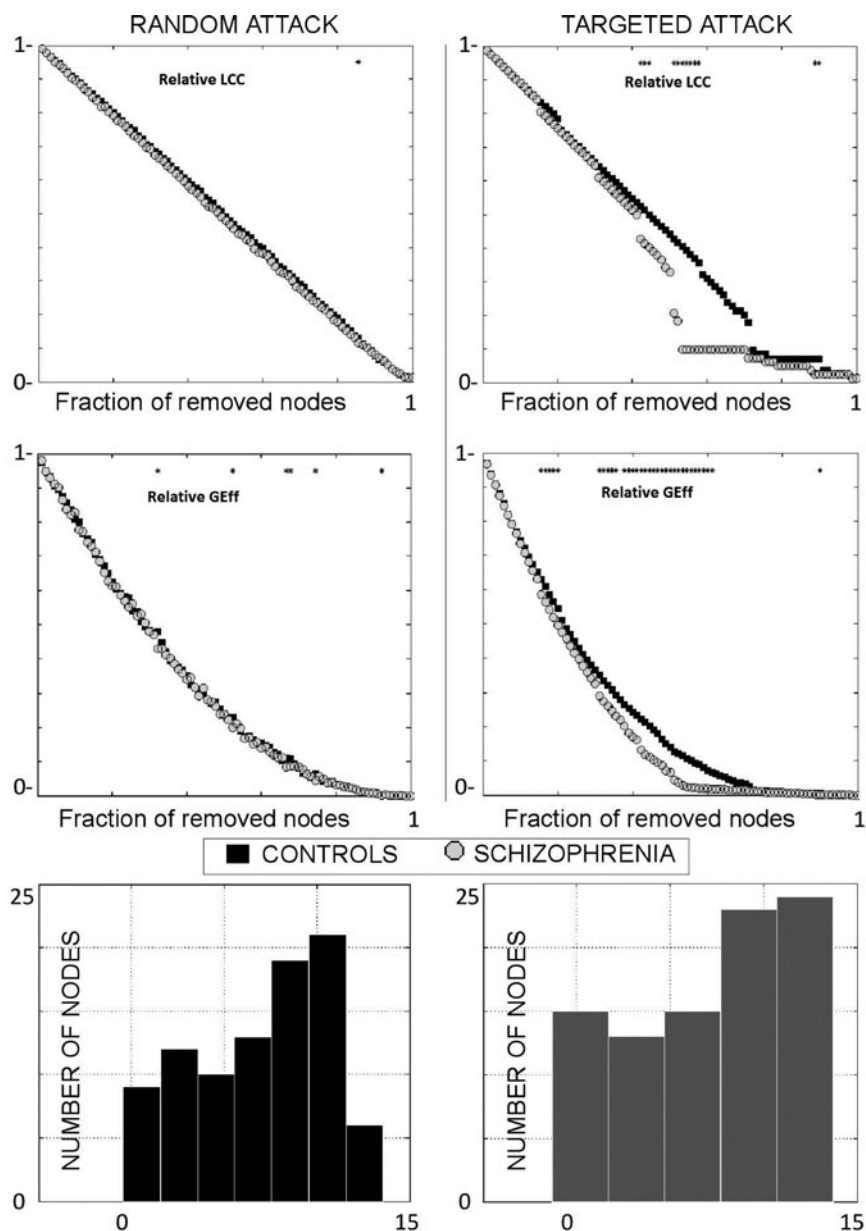 RANDOM ATTACK
TARGETED ATTACK
1-
Relative LCC
0-
Fraction of removed nodes
1
1-
Relative LCC
0-
Fraction of removed nodes
1
1-
Relative GEff
0-
Fraction of removed nodes
1
1-
Relative GEff
0-
Fraction of removed nodes
1
CONTROLS
SCHIZOPHRENIA
25
NUMBER OF NODES
0
0
15
25
NUMBER OF NODES
0
0
15